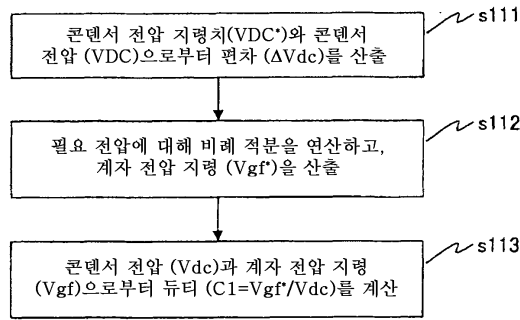 s111
콘덴서 전압 지령치(VDC*)와 콘덴서
전압 (VDC)으로부터 편차 (ΔVdc)를 산출
s112
필요 전압에 대해 비례 적분을 연산하고,
계자 전압 지령 (Vgf*)을 산출
s113
콘덴서 전압 (Vdc)과 계자 전압 지령
(Vgf)으로부터 듀티 (C1=Vgf*/Vdc)를 계산